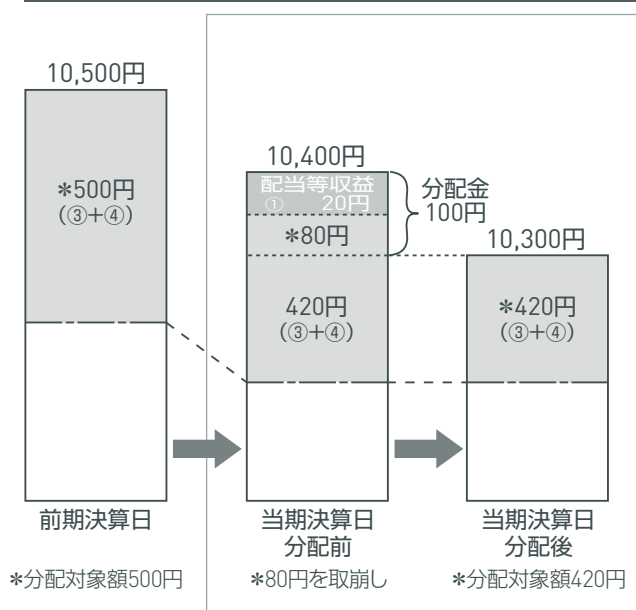 10,500円
*500円
(③+④)
前期決算日
*分配対象額500円
10,400円
配当等収益
① 20円
*80円
分配金
100円
420円
(③+④)
当期決算日
分配前
*80円を取崩し
10,300円
*420円
(③+④)
当期決算日
分配後
*分配対象額420円